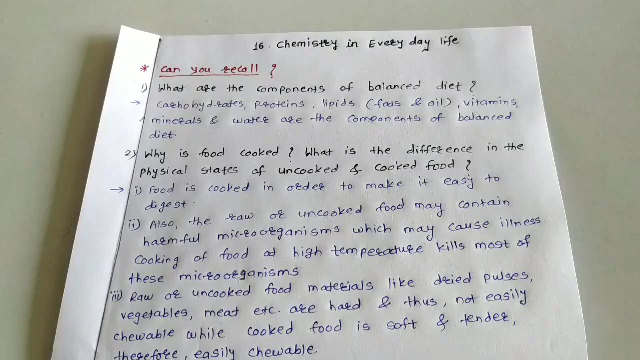 16. Chemistry in Every day life
* Can you recall ?
1) What are the components of balanced diet ?
→ Carbohydrates, proteins, lipids (fats & oil), vitamins,
minerals & water are the components of balanced
diet.
2) Why is food cooked ? What is the difference in the
physical states of uncooked & cooked food ?
→ i) Food is cooked in order to make it easy to
digest.
ii) Also, the raw or uncooked food may contain
harmful microorganisms which may cause illness.
Cooking of food at high temperature kills most of
these microorganisms
iii) Raw or uncooked food materials like dried pulses,
vegetables, meat etc. are hard & thus, not easily
chewable while cooked food is soft & tender,
therefore, easily chewable.